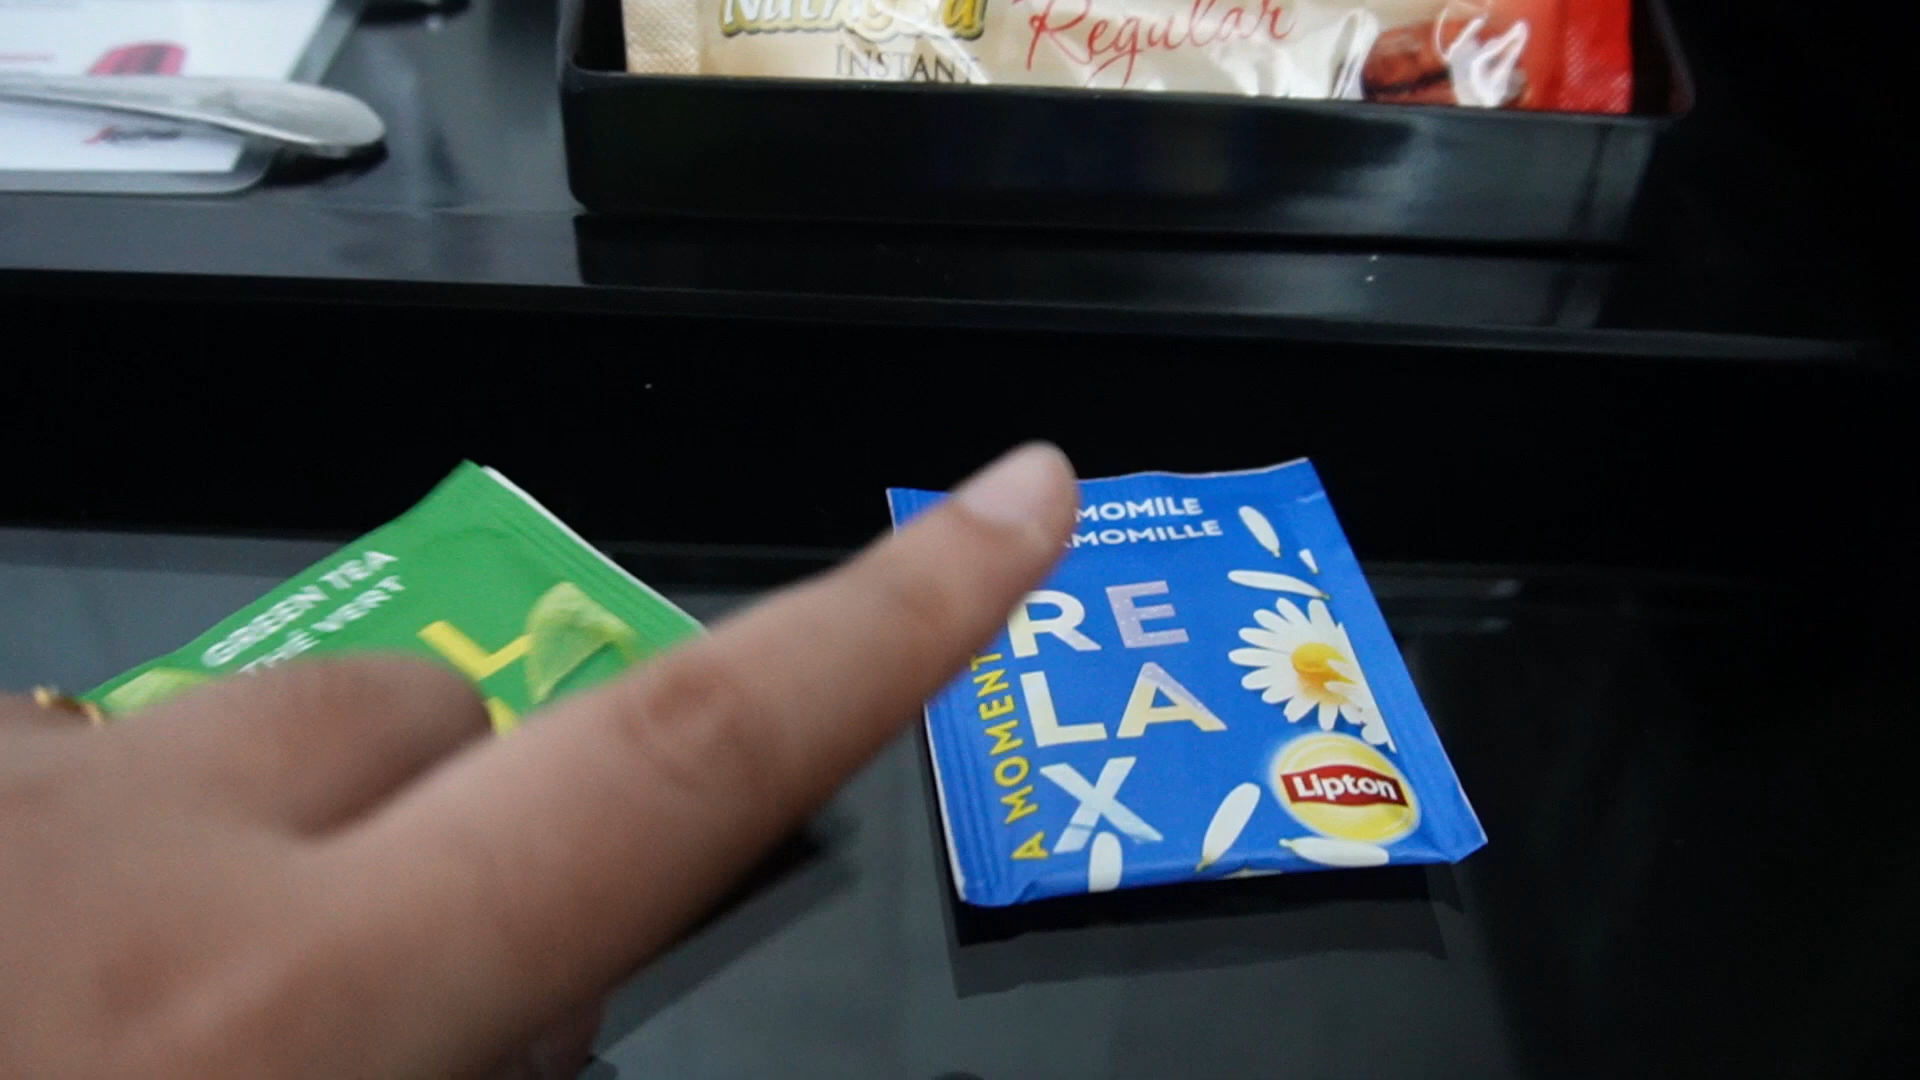 INSTANT
Regular
GREEN TEA
THÉ VERT
L
MOMILE
MOMILLE
RE
LA
X
A MOMENT
Lipton